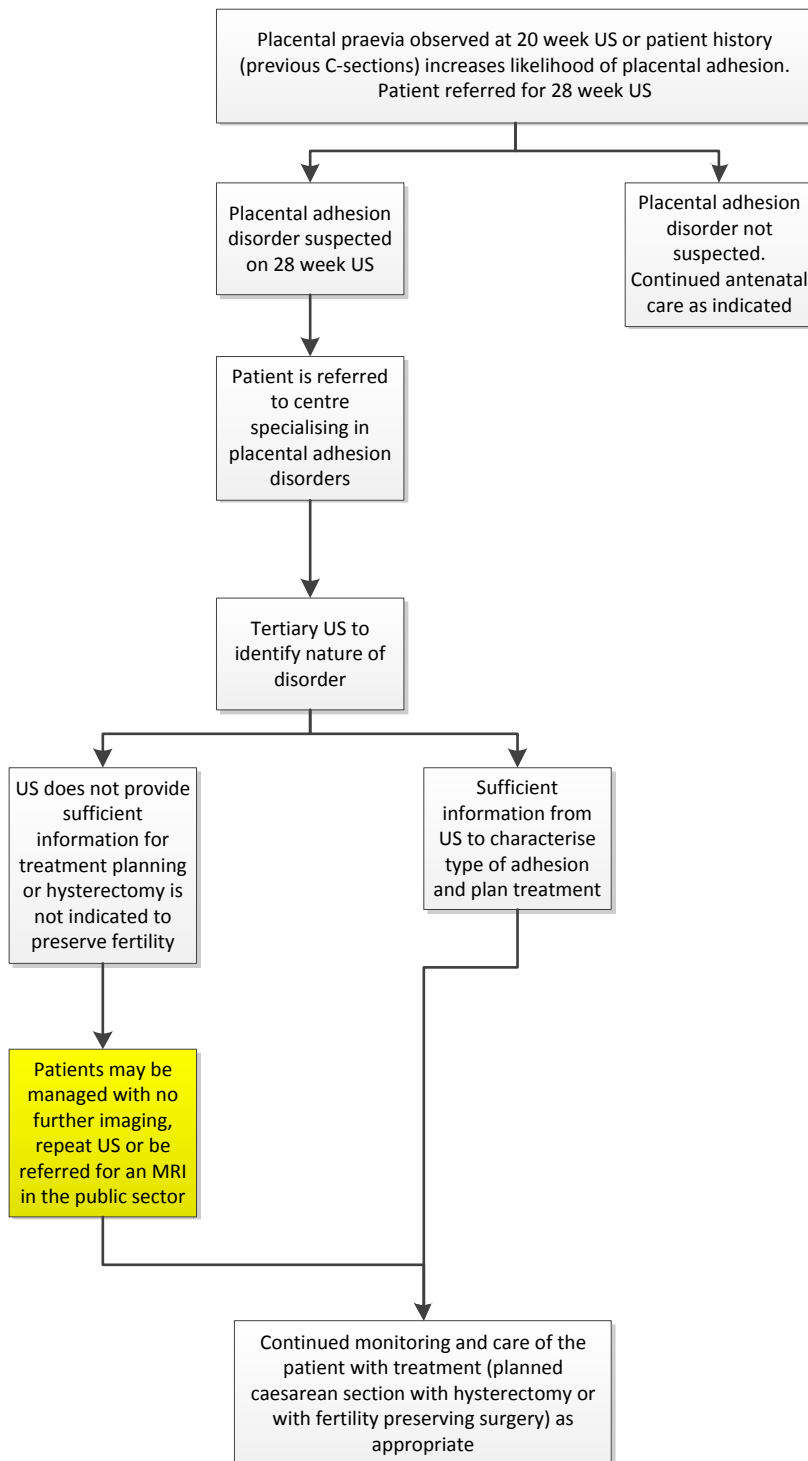 Placental praevia observed at 20 week US or patient history
(previous C-sections) increases likelihood of placental adhesion.
Patient referred for 28 week US
Placental adhesion
disorder suspected
on 28 week US
Placental adhesion
disorder not
suspected.
Continued antenatal
care as indicated
Patient is referred
to centre
specialising in
placental adhesion
disorders
Tertiary US to
identify nature of
disorder
US does not provide
sufficient
information for
treatment planning
or hysterectomy is
not indicated to
preserve fertility
Sufficient
information from
US to characterise
type of adhesion
and plan treatment
Patients may be
managed with no
further imaging,
repeat US or be
referred for an MRI
in the public sector
Continued monitoring and care of the
patient with treatment (planned
caesarean section with hysterectomy or
with fertility preserving surgery) as
appropriate